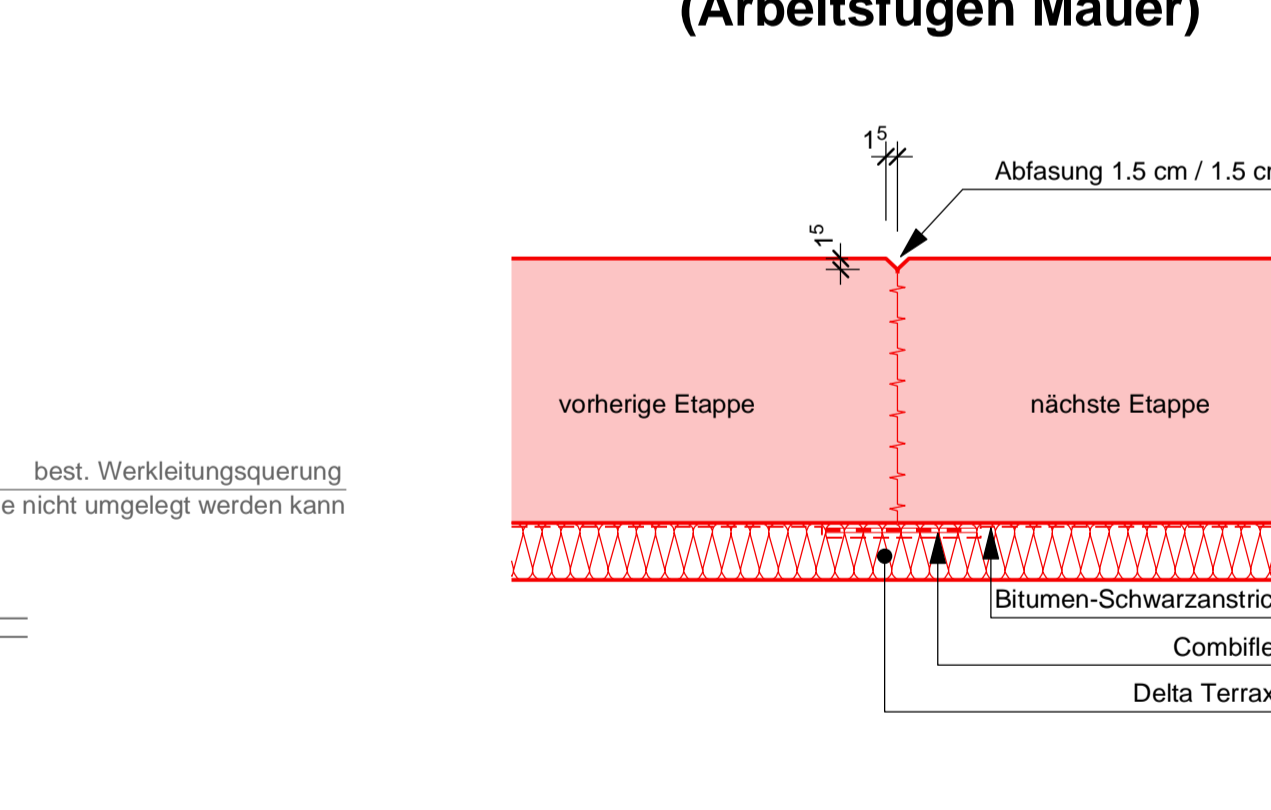 (Arbeitsfugen Mauer)
1⁵
Abfasung 1.5 cm / 1.5
1⁵
vorherige Etappe
nächste Etappe
best. Werkleitungsquerung
e nicht umgelegt werden kann
Bitumen-Schwarzanstric
Combifle
Delta Terrax